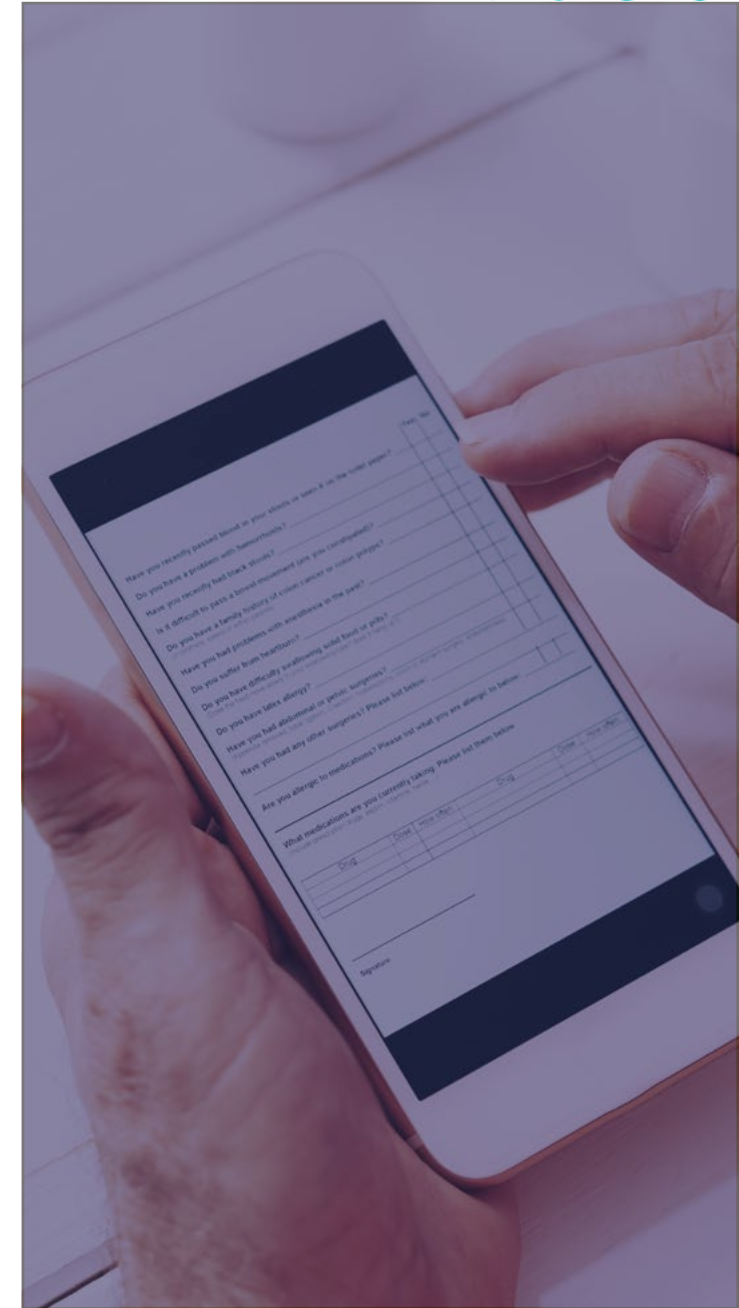 Yes No
Have you recently passed blood in your stools or seen it on the toilet paper?
Do you have a problem with hemorrhoids?
Have you recently had black stools?
Is it difficult to pass a bowel movement (are you constipated)?
Do you have a family history of colon cancer or colon polyps?
Have you had problems with anesthesia in the past?
Do you suffer from heartburn?
Do you have difficulty swallowing solid food or pills?
Do you have latex allergy?
Have you had abdominal or pelvic surgeries?
Have you had any other surgeries? Please list below:
Are you allergic to medications? Please list what you are allergic to below:
What medications are you currently taking. Please list them below
Drug Dose How often Drug Dose How often
Signature